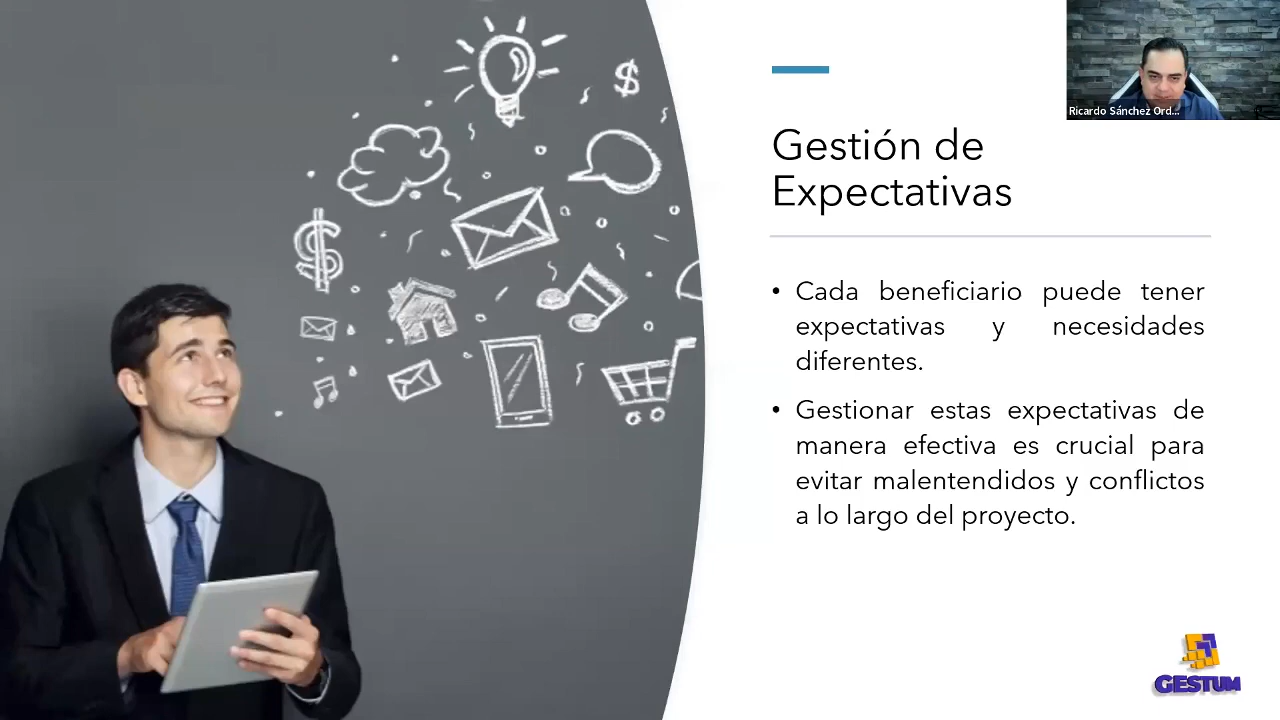 Ricardo Sánchez Ord...
Gestión de
Expectativas
• Cada beneficiario puede tener
expectativas y necesidades
diferentes.
• Gestionar estas expectativas de
manera efectiva es crucial para
evitar malentendidos y conflictos
a lo largo del proyecto.
$
$
GESTUM